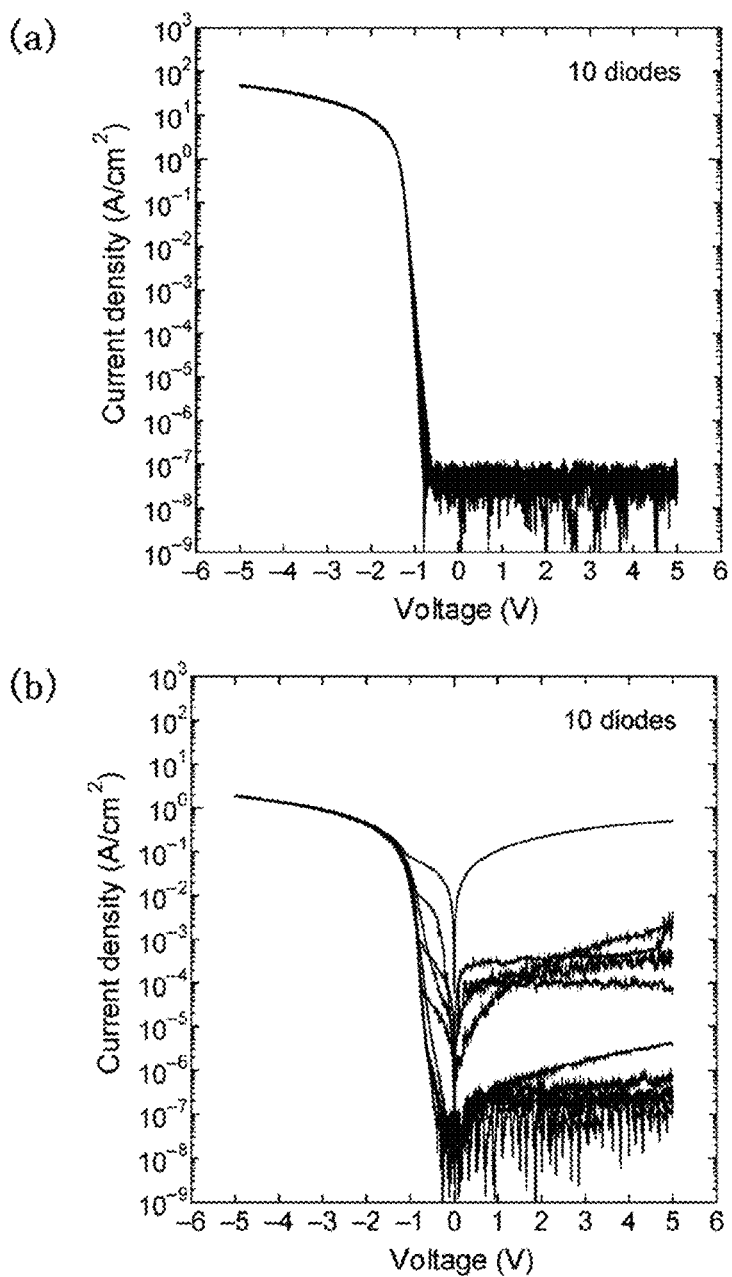 (a)
10 diodes
Current density (A/cm²)
10³
10²
10¹
10⁰
10⁻¹
10⁻²
10⁻³
10⁻⁴
10⁻⁵
10⁻⁶
10⁻⁷
10⁻⁸
10⁻⁹
−6 −5 −4 −3 −2 −1 0 1 2 3 4 5 6
Voltage (V)
(b)
10 diodes
Current density (A/cm²)
10³
10²
10¹
10⁰
10⁻¹
10⁻²
10⁻³
10⁻⁴
10⁻⁵
10⁻⁶
10⁻⁷
10⁻⁸
10⁻⁹
−6 −5 −4 −3 −2 −1 0 1 2 3 4 5 6
Voltage (V)